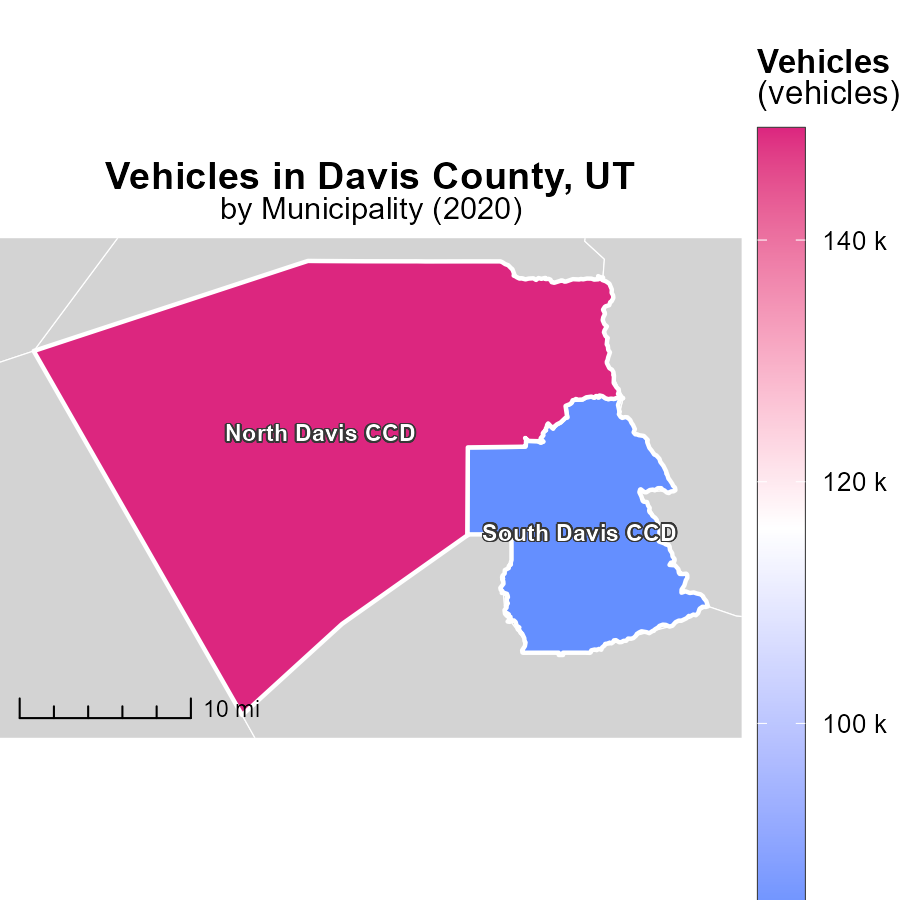 Vehicles in Davis County, UT
by Municipality (2020)
North Davis CCD
South Davis CCD
10 mi
Vehicles
(vehicles)
140 k
120 k
100 k